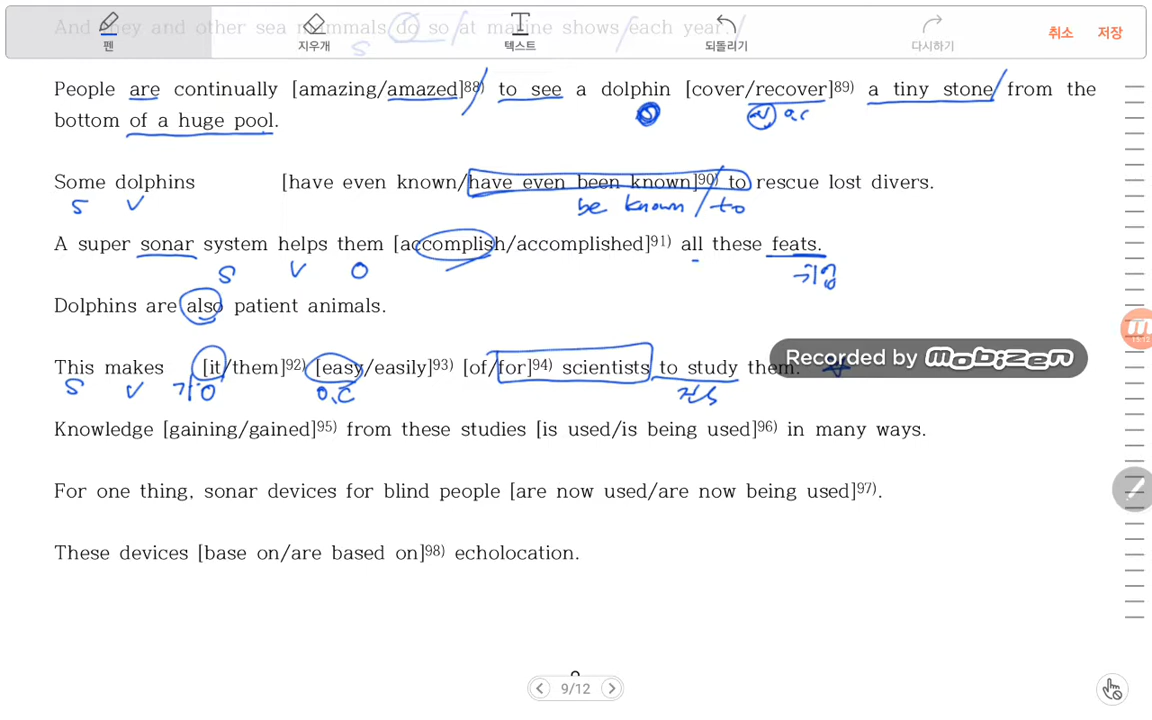 And they and other sea mammals do so at marine shows each year.
펜
지우개
텍스트
되돌리기
다시하기
취소
저장
S
People are continually [amazing/amazed]88) to see a dolphin [cover/recover]89) a tiny stone from the
bottom of a huge pool.
S
Some dolphins [have even known/have even been known]90) to rescue lost divers.
S V be known / to
A super sonar system helps them [accomplish/accomplished]91) all these feats.
S V O 위업
Dolphins are also patient animals.
This makes [it/them]92) [easy/easily]93) [of/for]94) scientists to study them.
Recorded by mobizen
S V 가O O.C
Knowledge [gaining/gained]95) from these studies [is used/is being used]96) in many ways.
For one thing, sonar devices for blind people [are now used/are now being used]97).
These devices [base on/are based on]98) echolocation.
9/12